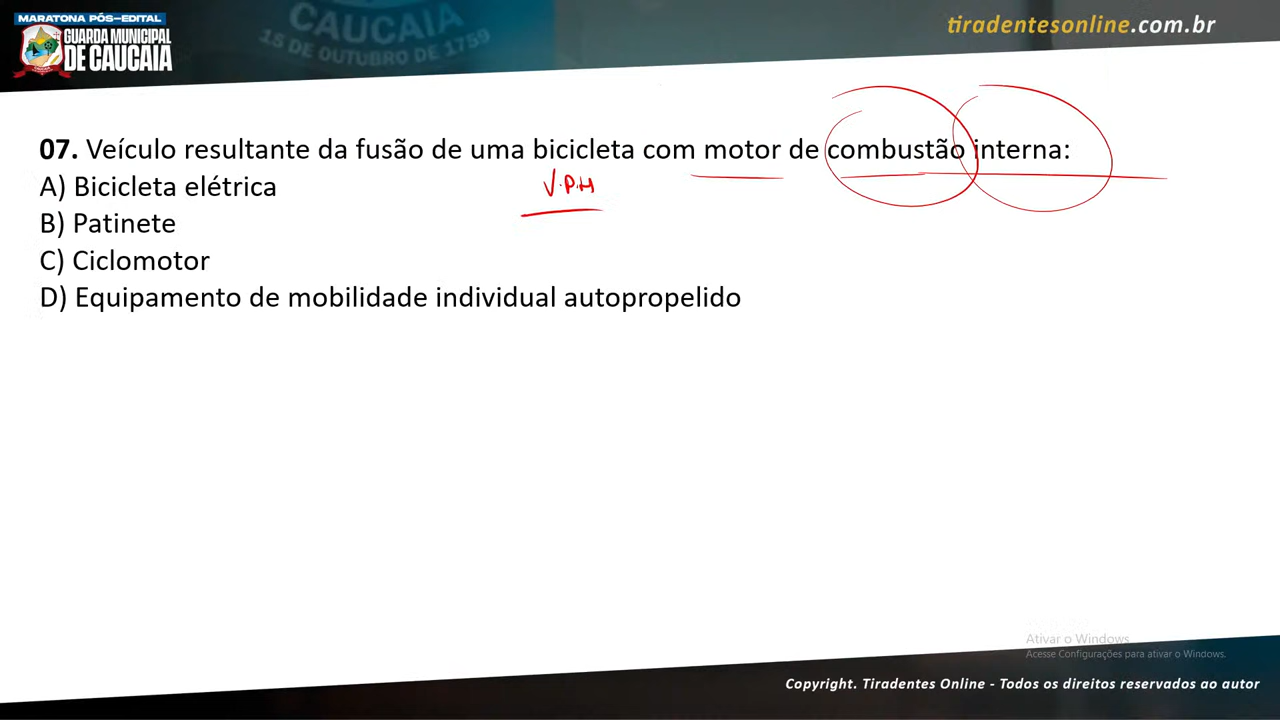 MARATONA PÓS-EDITAL
GUARDA MUNICIPAL
DE CAUCAIA
CAUCAIA
15 DE OUTUBRO DE 1759
tiradentesonline.com.br
07. Veículo resultante da fusão de uma bicicleta com motor de combustão interna:
A) Bicicleta elétrica
V.P.H
B) Patinete
C) Ciclomotor
D) Equipamento de mobilidade individual autopropelido
Ativar o Windows
Acesse Configurações para ativar o Windows.
Copyright. Tiradentes Online - Todos os direitos reservados ao autor